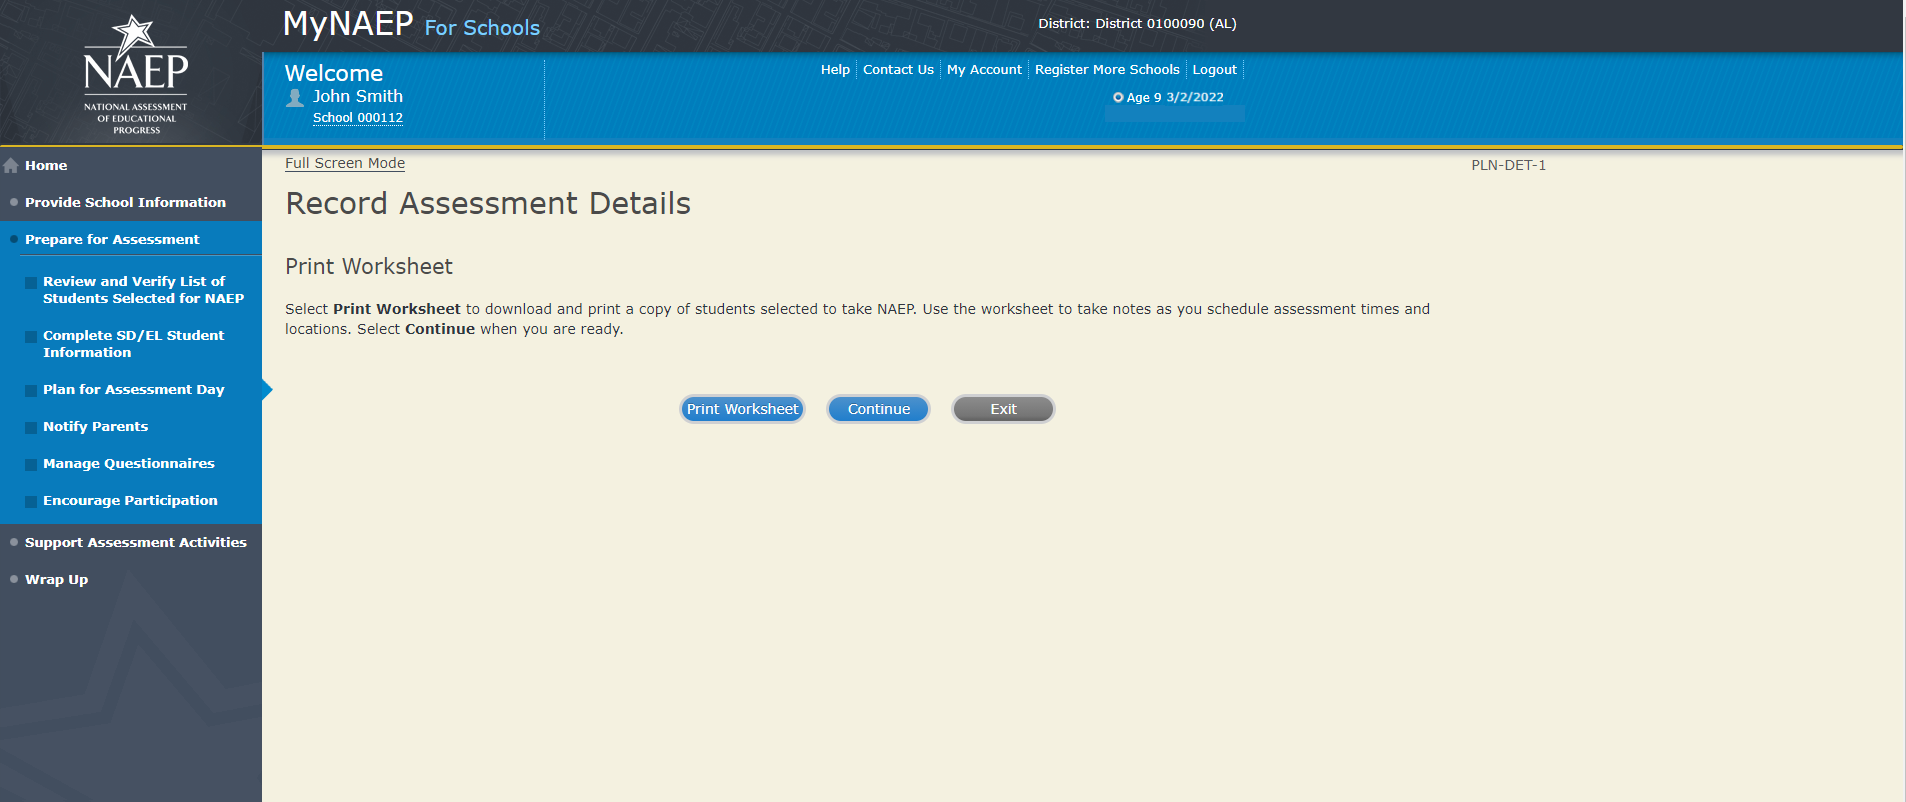 NAEP
NATIONAL ASSESSMENT
OF EDUCATIONAL
PROGRESS
MyNAEP For Schools
District: District 0100090 (AL)
Welcome
John Smith
School 000112
Help
Contact Us
My Account
Register More Schools
Logout
Age 9 3/2/2022
Home
Provide School Information
Prepare for Assessment
Review and Verify List of
Students Selected for NAEP
Complete SD/EL Student
Information
Plan for Assessment Day
Notify Parents
Manage Questionnaires
Encourage Participation
Support Assessment Activities
Wrap Up
Full Screen Mode
PLN-DET-1
Record Assessment Details
Print Worksheet
Select Print Worksheet to download and print a copy of students selected to take NAEP. Use the worksheet to take notes as you schedule assessment times and
locations. Select Continue when you are ready.
Print Worksheet
Continue
Exit